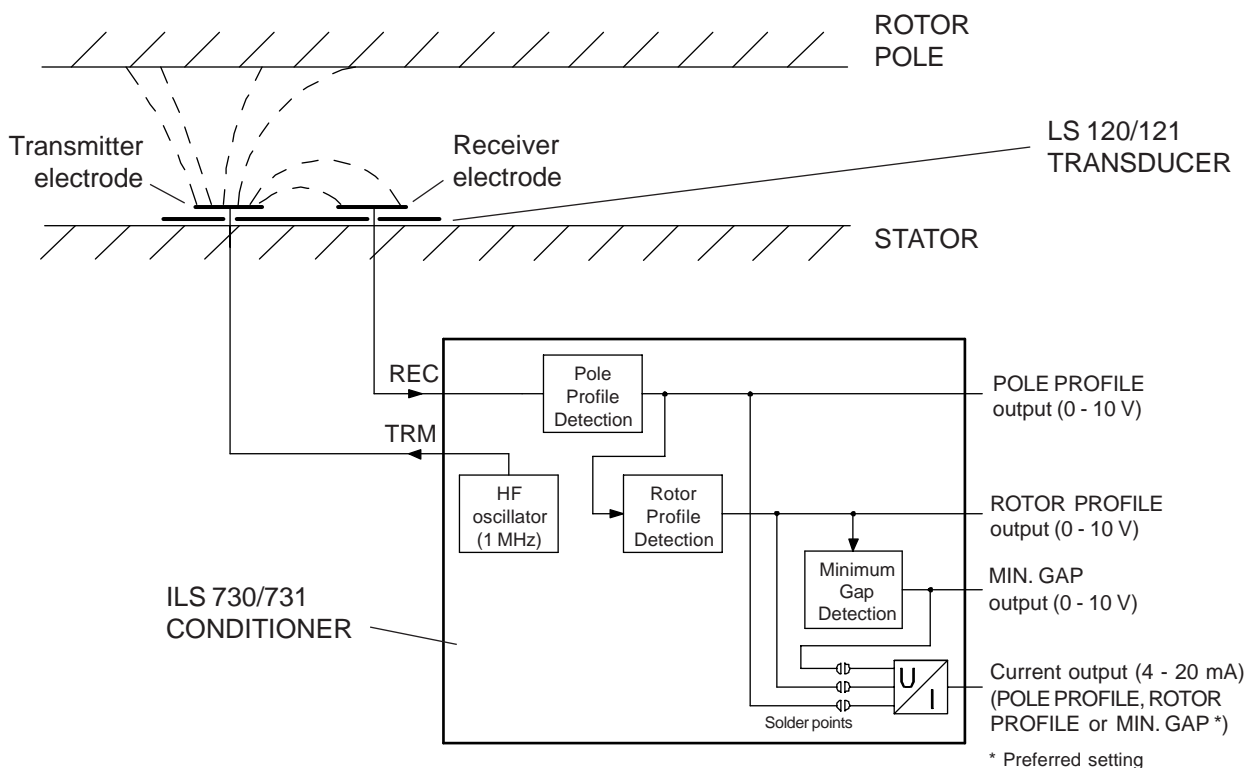 ROTOR
POLE
Transmitter
electrode
Receiver
electrode
LS 120/121
TRANSDUCER
STATOR
REC
Pole
Profile
Detection
POLE PROFILE
output (0 - 10 V)
TRM
HF
oscillator
(1 MHz)
Rotor
Profile
Detection
ROTOR PROFILE
output (0 - 10 V)
Minimum
Gap
Detection
MIN. GAP
output (0 - 10 V)
ILS 730/731
CONDITIONER
U
I
Solder points
Current output (4 - 20 mA)
(POLE PROFILE, ROTOR
PROFILE or MIN. GAP *)
* Preferred setting